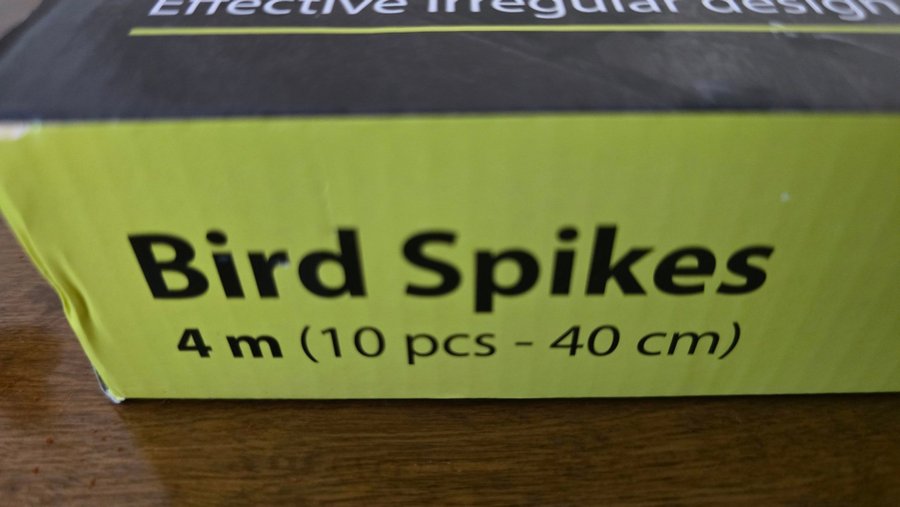 Effective irregular design
Bird Spikes
4 m (10 pcs - 40 cm)